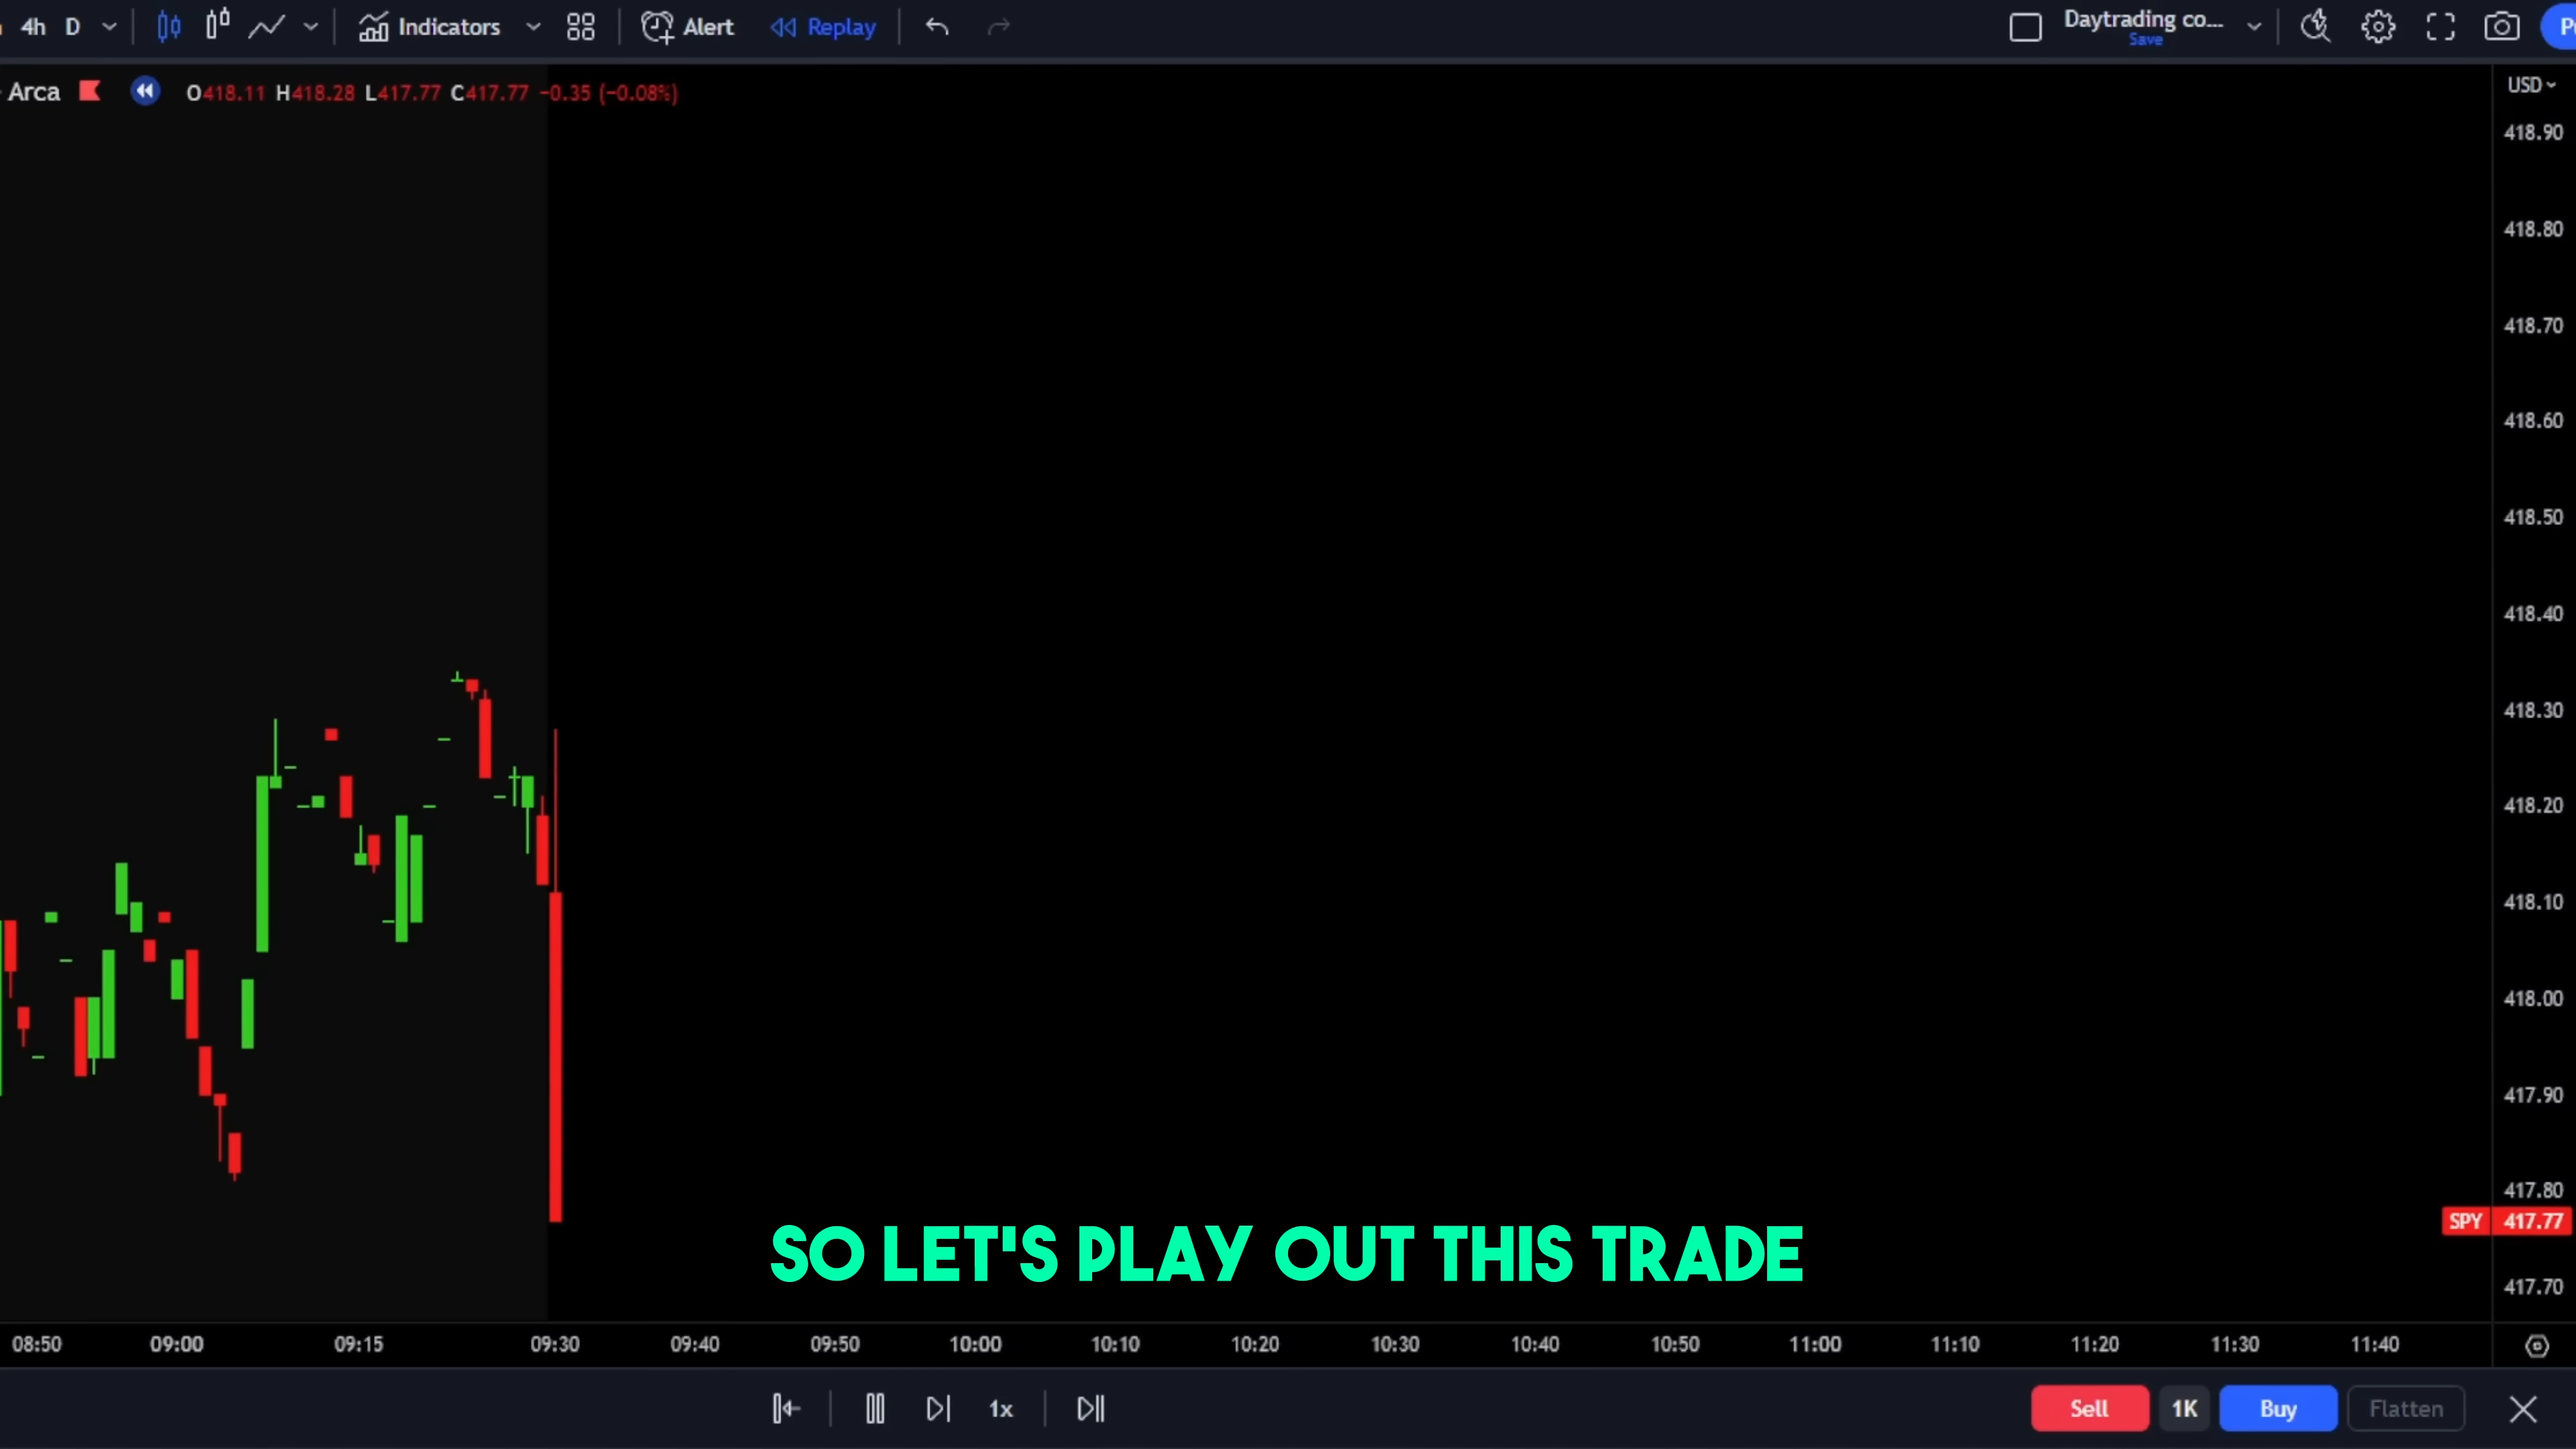 4h D Indicators Alert Replay Daytrading co...
Save
Arca O418.11 H418.28 L417.77 C417.77 −0.35 (−0.08%)
USD
418.90
418.80
418.70
418.60
418.50
418.40
418.30
418.20
418.10
418.00
417.90
417.80
SPY 417.77
417.70
SO LET'S PLAY OUT THIS TRADE
08:50 09:00 09:15 09:30 09:40 09:50 10:00 10:10 10:20 10:30 10:40 10:50 11:00 11:10 11:20 11:30 11:40
1x Sell 1K Buy Flatten